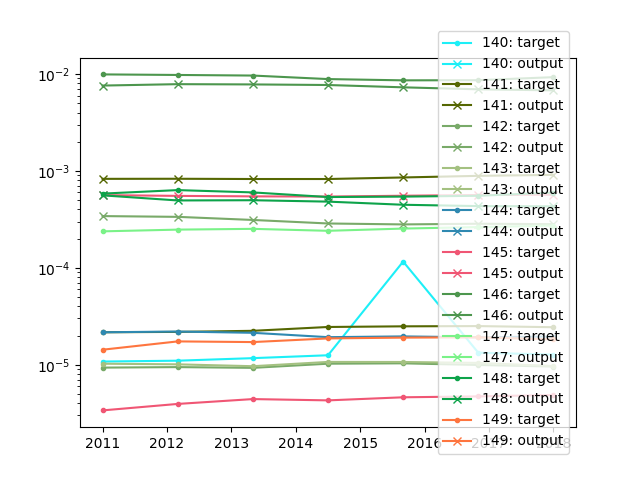 10⁻²
10⁻³
10⁻⁴
10⁻⁵
2011 2012 2013 2014 2015 2016 2017 2018
140: target
140: output
141: target
141: output
142: target
142: output
143: target
143: output
144: target
144: output
145: target
145: output
146: target
146: output
147: target
147: output
148: target
148: output
149: target
149: output